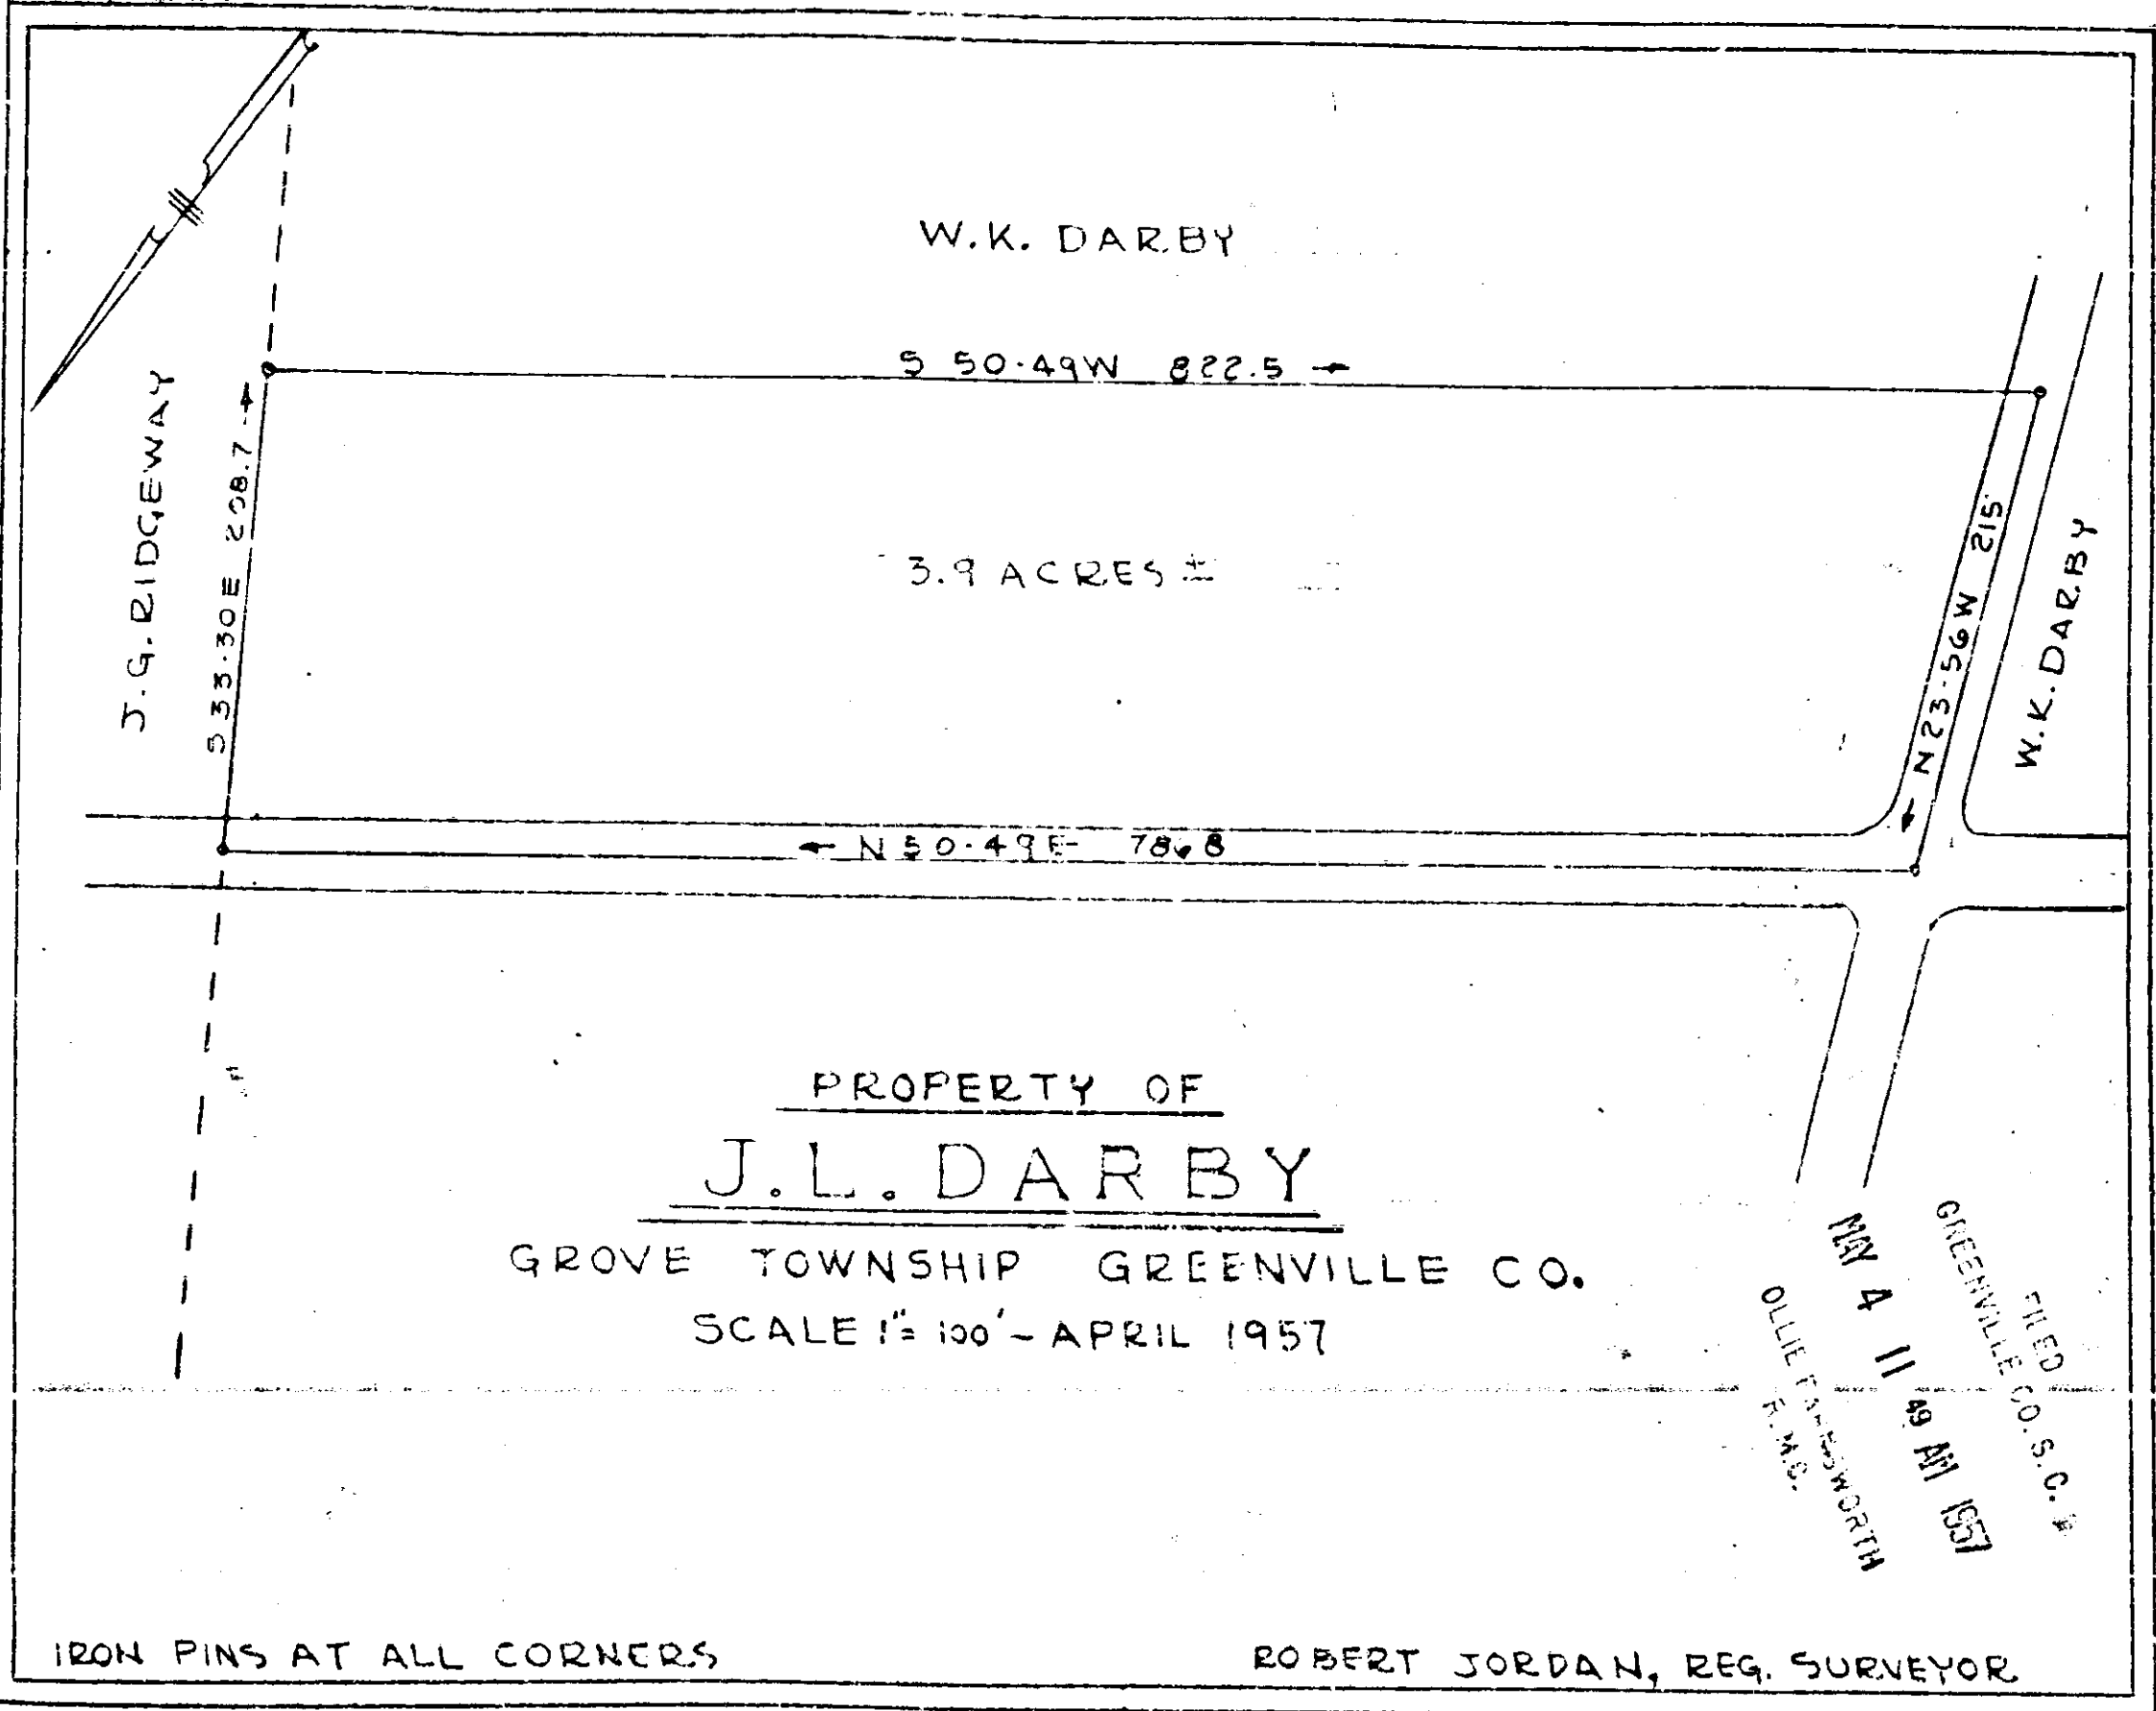 W.K. DARBY
S 50·49W 822.5
J.G. RIDGEWAY
S 33·30E 208.7
3.9 ACRES ±
N 23·56W 215
W.K. DARBY
N 50·49E 786.8
PROPERTY OF
J.L. DARBY
GROVE TOWNSHIP GREENVILLE CO.
SCALE 1"= 100' - APRIL 1957
FILED
GREENVILLE CO. S. C.
MAY 4 11 49 AM 1957
OLLIE FARNSWORTH
R. M.C.
IRON PINS AT ALL CORNERS
ROBERT JORDAN, REG. SURVEYOR